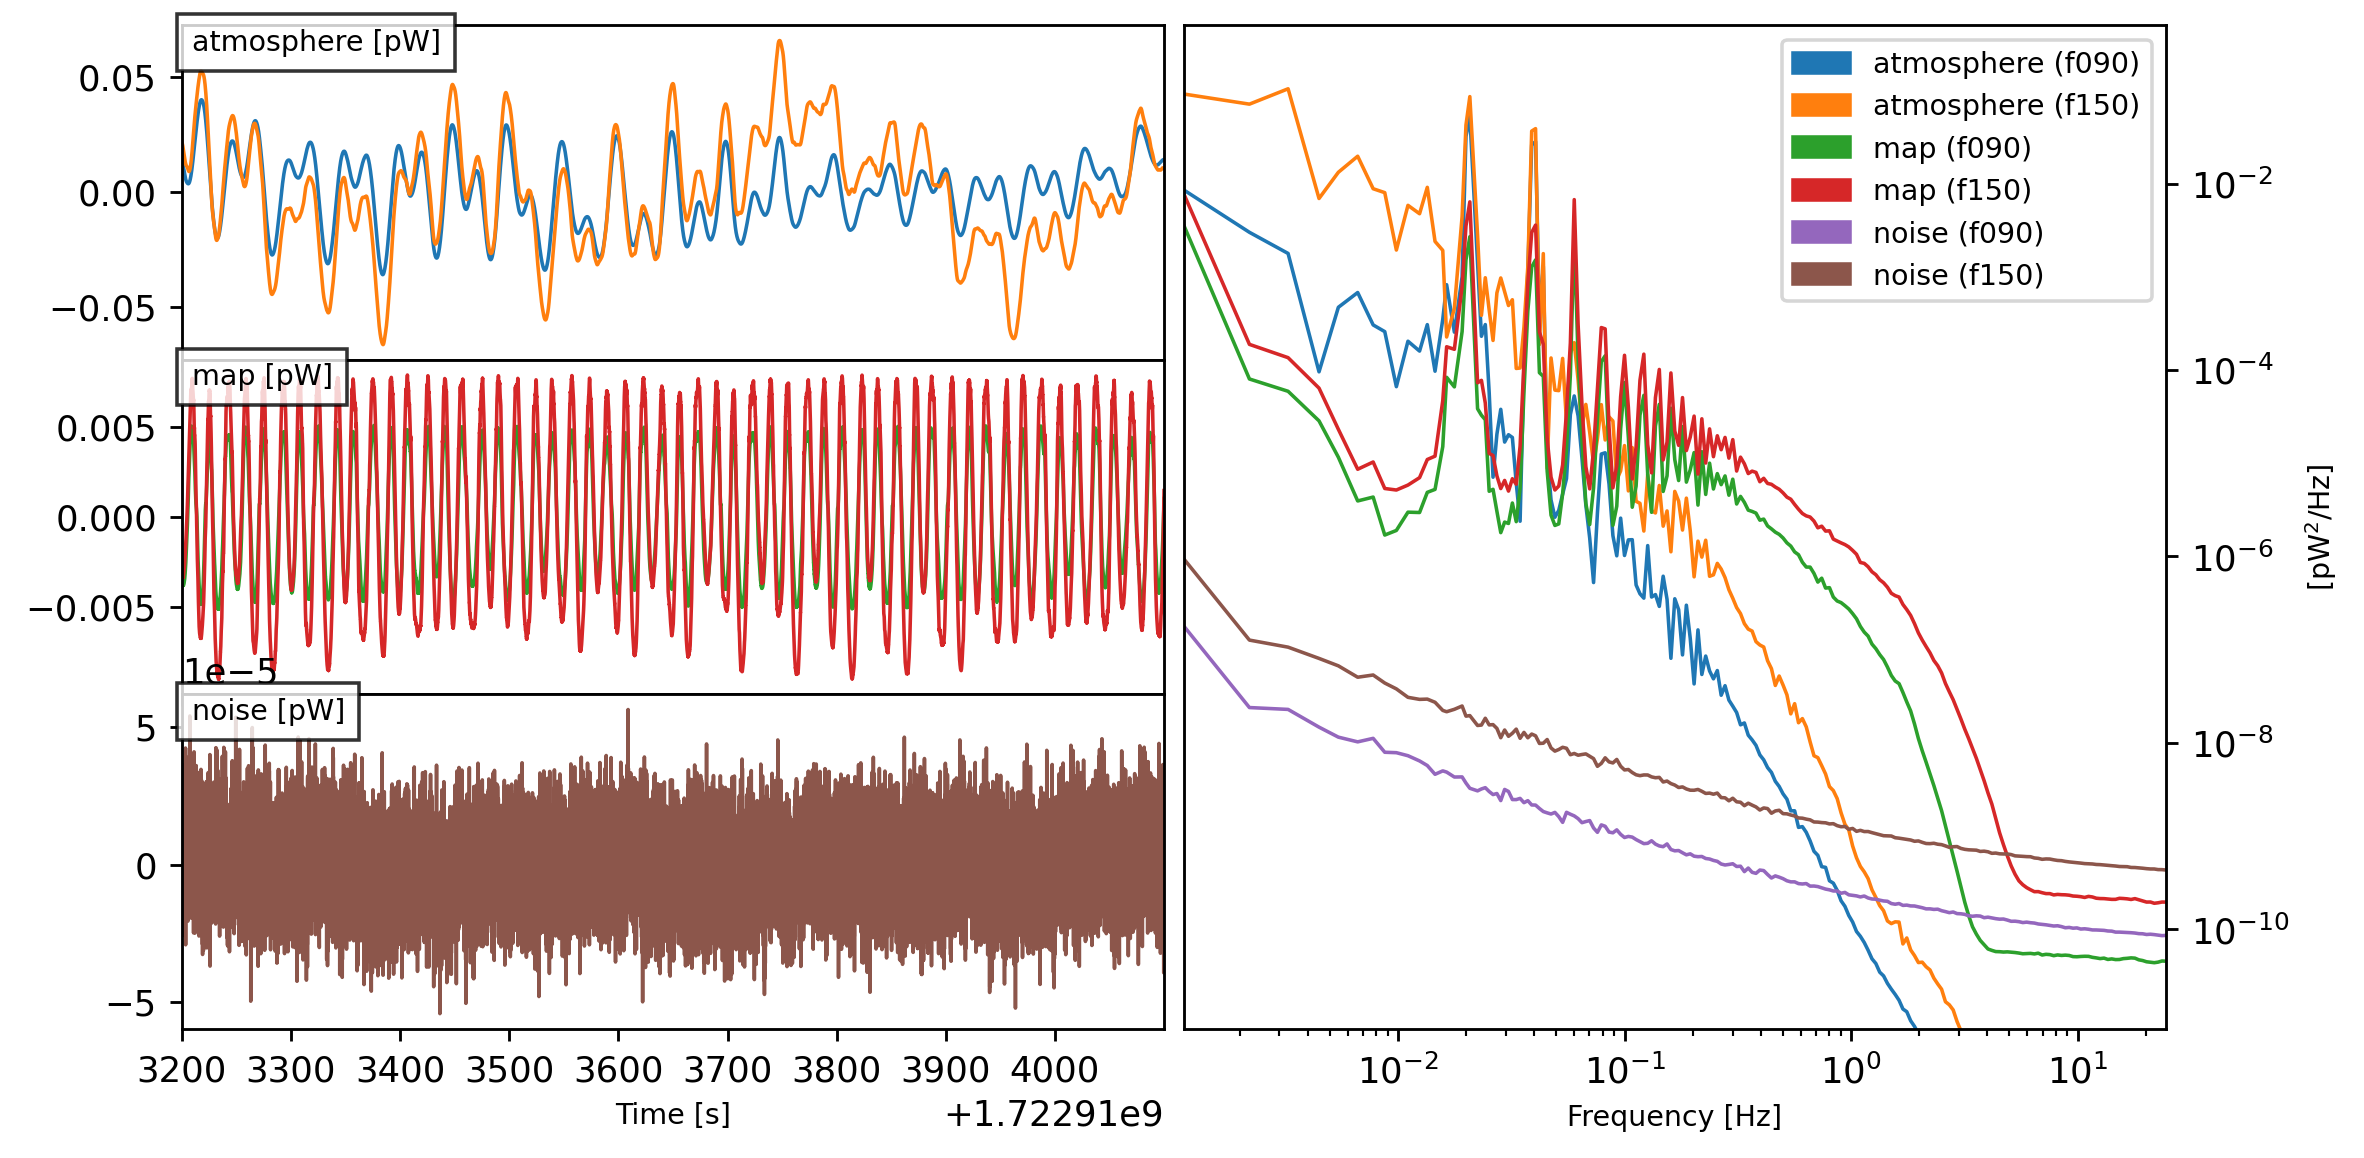 atmosphere [pW]
0.05
0.00
−0.05
map [pW]
0.005
0.000
−0.005
1e−5
noise [pW]
5
0
−5
3200 3300 3400 3500 3600 3700 3800 3900 4000
Time [s]
+1.72291e9
atmosphere (f090)
atmosphere (f150)
map (f090)
map (f150)
noise (f090)
noise (f150)
10⁻²
10⁻⁴
10⁻⁶
10⁻⁸
10⁻¹⁰
[pW²/Hz]
10⁻² 10⁻¹ 10⁰ 10¹
Frequency [Hz]